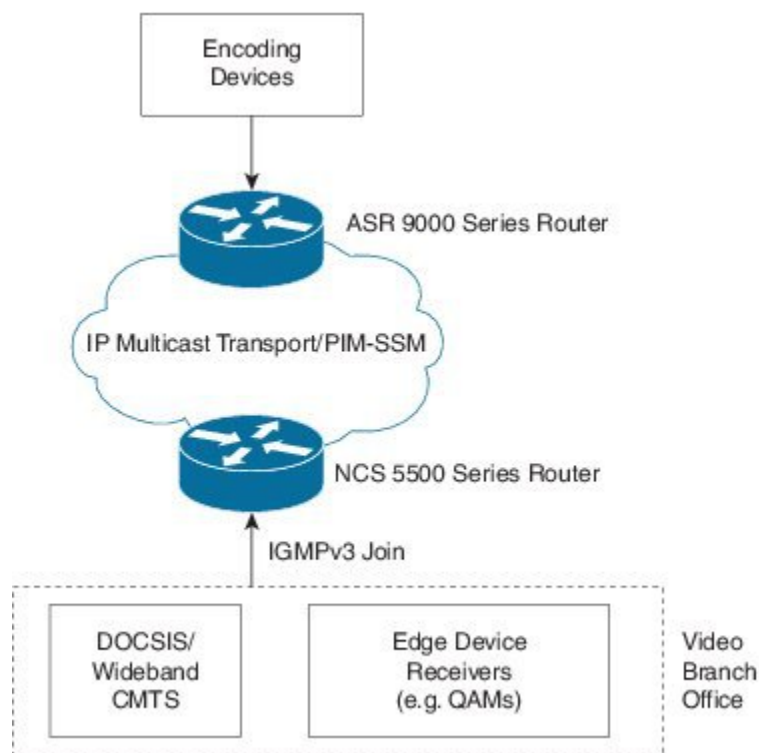 Encoding
Devices
ASR 9000 Series Router
IP Multicast Transport/PIM-SSM
NCS 5500 Series Router
IGMPv3 Join
DOCSIS/
Wideband
CMTS
Edge Device
Receivers
(e.g. QAMs)
Video
Branch
Office